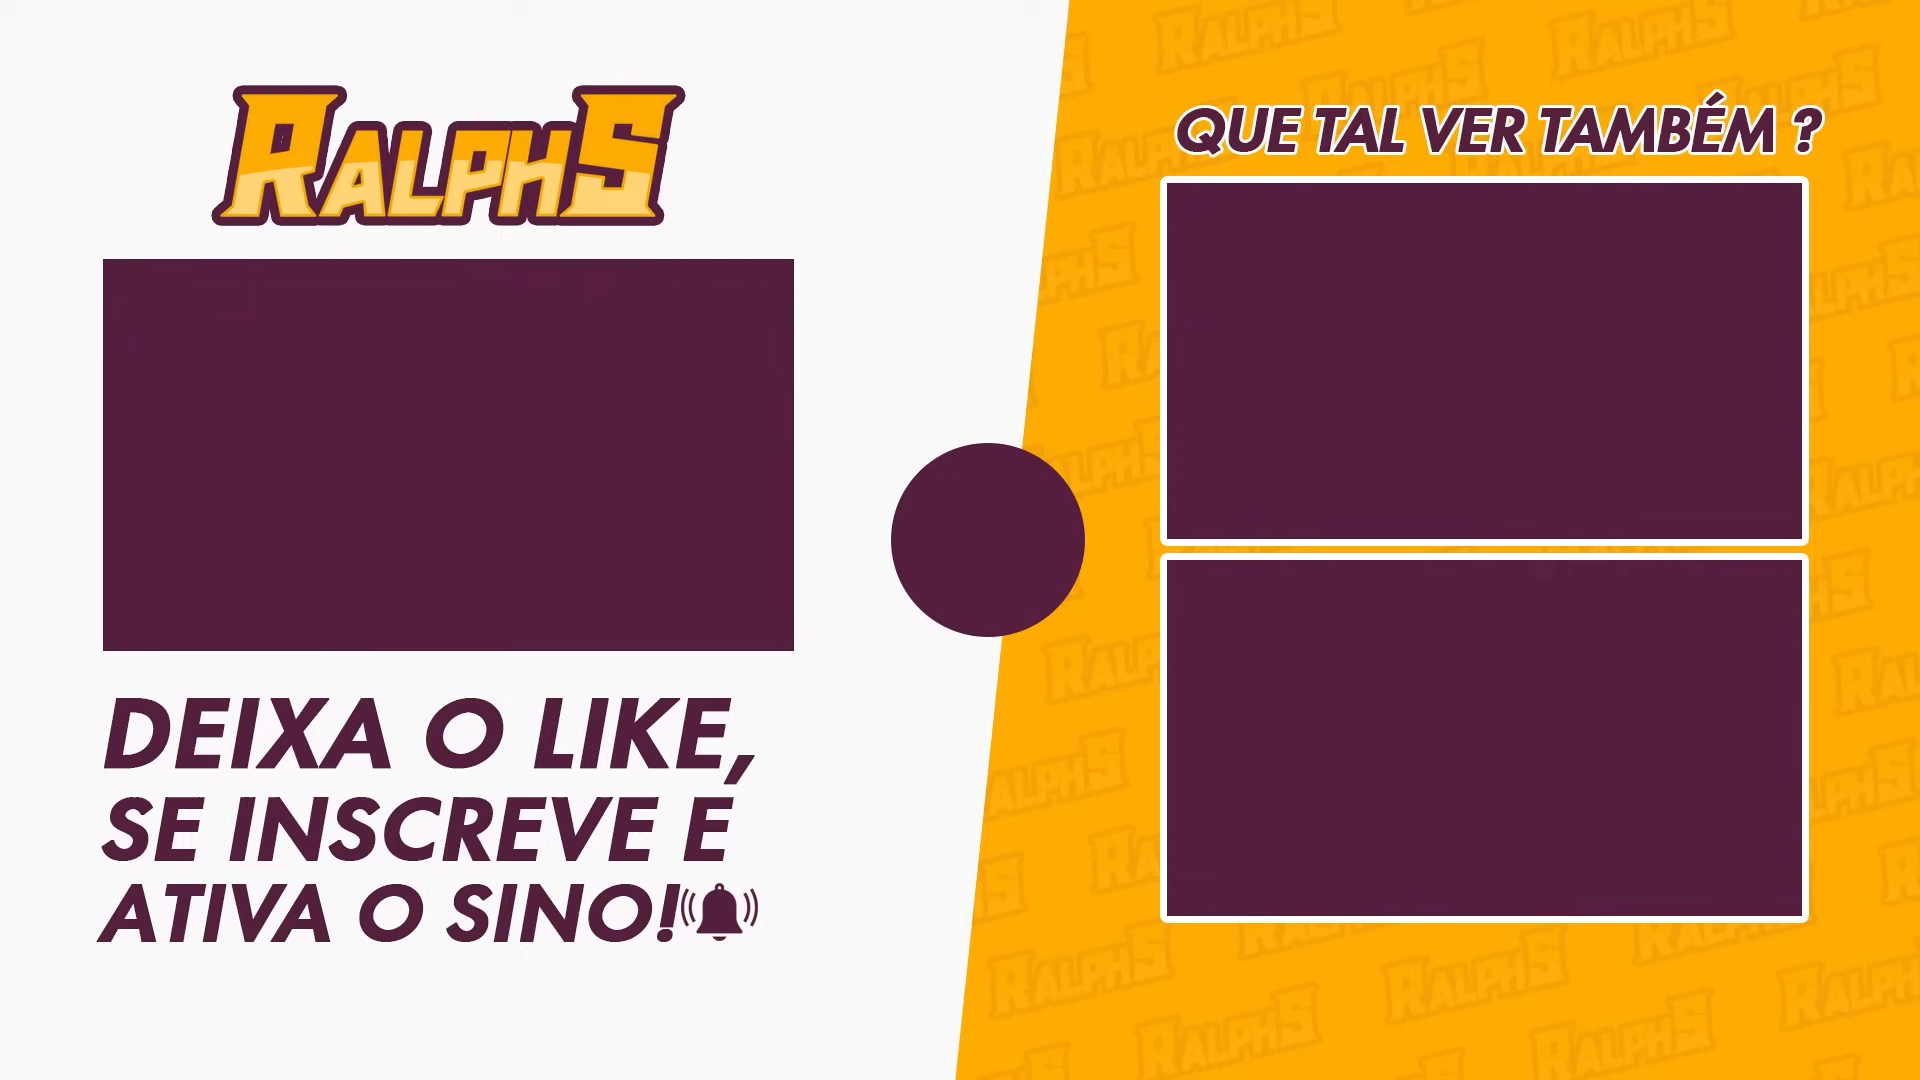 RALPHS
DEIXA O LIKE,
SE INSCREVE E
ATIVA O SINO!
QUE TAL VER TAMBÉM ?